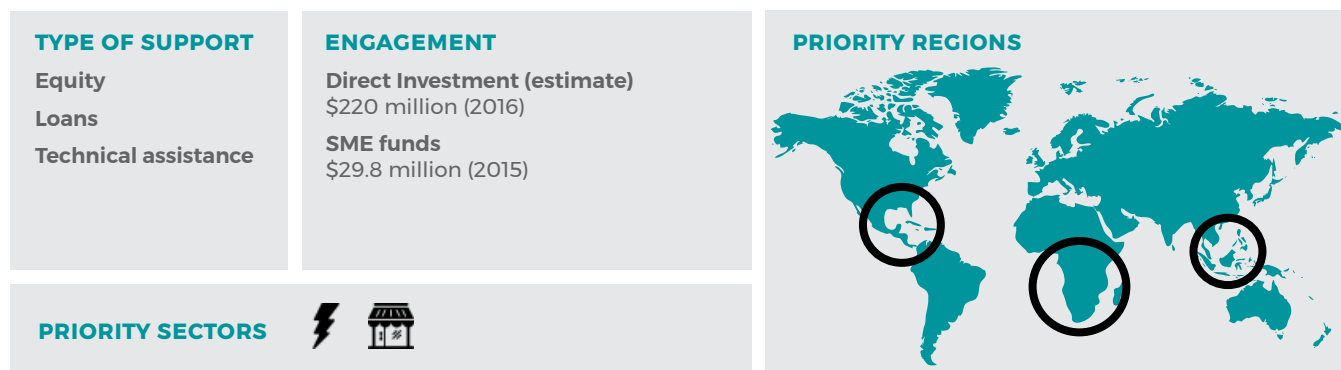 TYPE OF SUPPORT
Equity
Loans
Technical assistance
ENGAGEMENT
Direct Investment (estimate)
$220 million (2016)
SME funds
$29.8 million (2015)
PRIORITY REGIONS
PRIORITY SECTORS